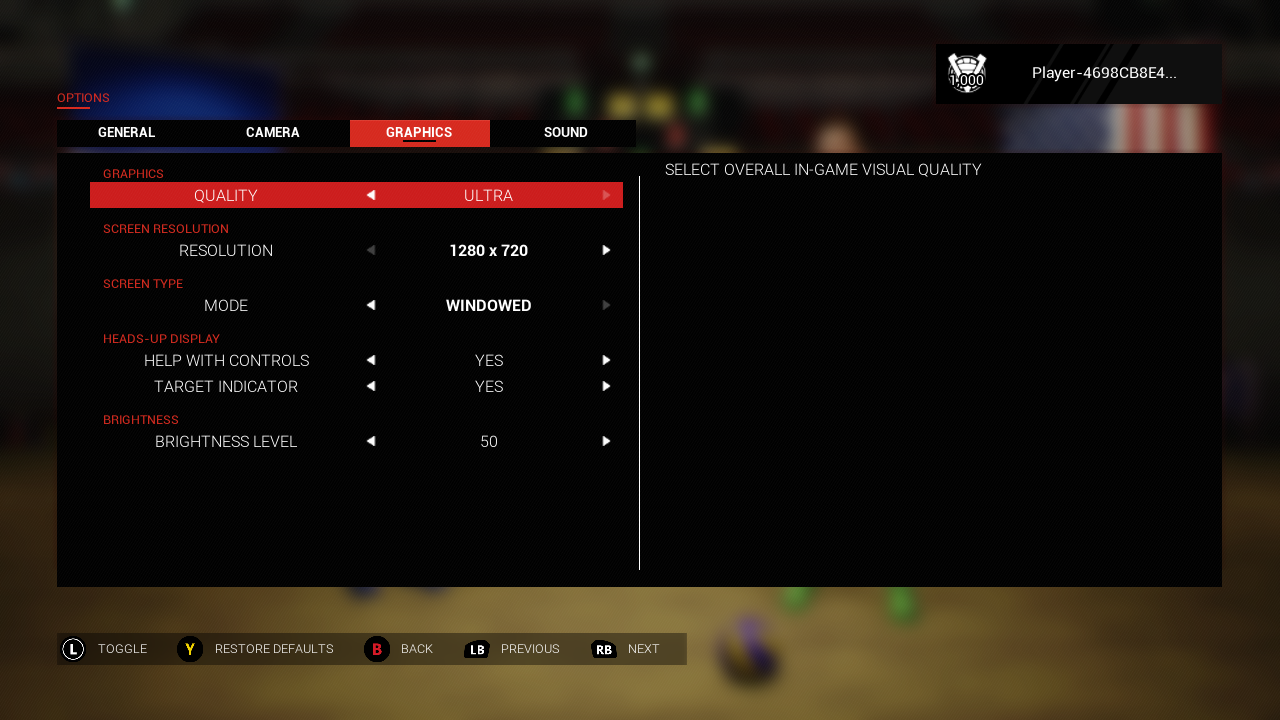 1.000
Player-4698CB8E4...
OPTIONS
GENERAL CAMERA GRAPHICS SOUND
GRAPHICS
QUALITY ULTRA
SCREEN RESOLUTION
RESOLUTION 1280 x 720
SCREEN TYPE
MODE WINDOWED
HEADS-UP DISPLAY
HELP WITH CONTROLS YES
TARGET INDICATOR YES
BRIGHTNESS
BRIGHTNESS LEVEL 50
SELECT OVERALL IN-GAME VISUAL QUALITY
L TOGGLE Y RESTORE DEFAULTS B BACK LB PREVIOUS RB NEXT